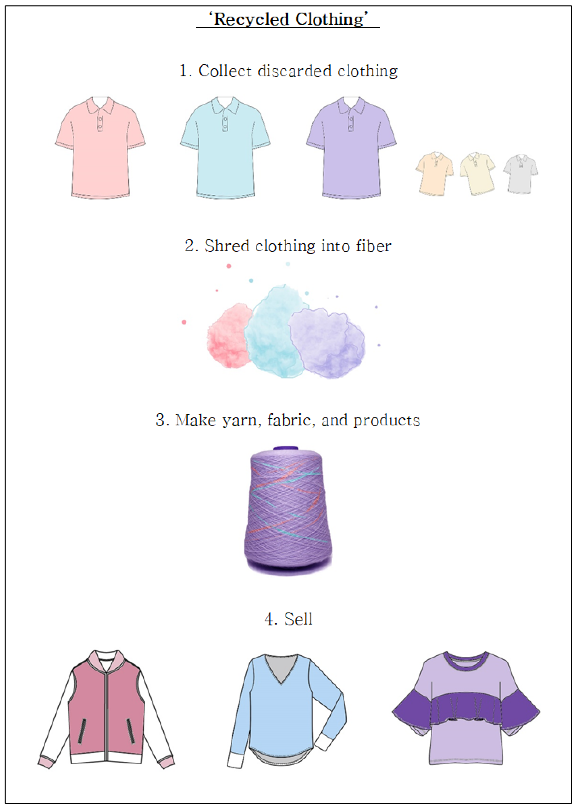 ‘Recycled Clothing’
1. Collect discarded clothing
2. Shred clothing into fiber
3. Make yarn, fabric, and products
4. Sell